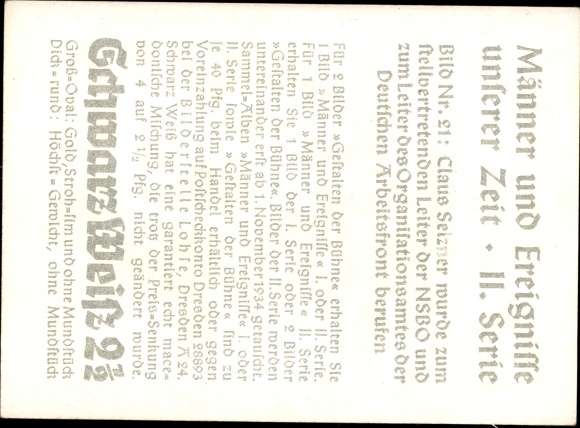 Männer und Ereignisse
unserer Zeit · II. Serie
Bild Nr. 21: Claus Selzner wurde zum
stellvertretenden Leiter der NSBO und
zum Leiter des Organisationsamtes der
Deutschen Arbeitsfront berufen
Für 2 Bilder »Gestalten der Bühne« erhalten Sie
1 Bild »Männer und Ereignisse« I. oder II. Serie.
Für 1 Bild »Männer und Ereignisse« II. Serie
erhalten Sie 1 Bild der I. Serie oder 2 Bilder
»Gestalten der Bühne«. Bilder der II. Serie werden
untereinander erst ab 1. November 1934 getauscht.
Sammel=Alben »Männer und Ereignisse« I. oder
II. Serie sowie »Gestalten der Bühne« sind zu
je 40 Pfg. beim Handel erhältlich oder gegen
Voreinzahlung auf Postscheckkonto Dresden 28893
bei der Bilderstelle Lohse, Dresden A 24.
Schwarz Weiß hat eine garantiert echt mace=
donische Mischung, die trotz der Preis=Senkung
von 4 auf 2 1/2 Pfg. nicht geändert wurde.
Schwarz Weiß 2½ Pfg
Groß=Oval: Gold, Stroh=film und ohne Mundstück
Dick=rund: Höchst=Gewicht, ohne Mundstück